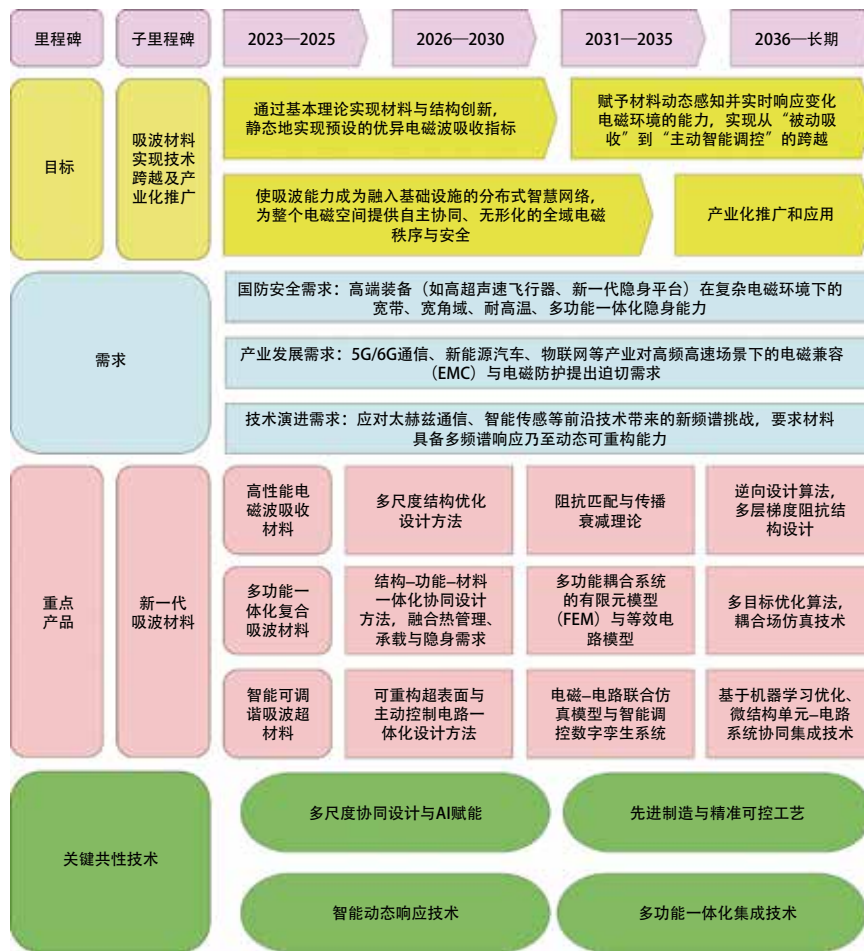 里程碑
子里程碑
2023—2025
2026—2030
2031—2035
2036—长期
目标
吸波材料
实现技术
跨越及产
业化推广
通过基本理论实现材料与结构创新，
静态地实现预设的优异电磁波吸收指标
赋予材料动态感知并实时响应变化
电磁环境的能力，实现从“被动吸
收”到“主动智能调控”的跨越
使吸波能力成为融入基础设施的分布式智慧网络，
为整个电磁空间提供自主协同、无形化的全域电磁
秩序与安全
产业化推广和应用
需求
国防安全需求：高端装备（如高超声速飞行器、新一代隐身平台）在复杂电磁环境下的
宽带、宽角域、耐高温、多功能一体化隐身能力
产业发展需求：5G/6G通信、新能源汽车、物联网等产业对高频高速场景下的电磁兼容
（EMC）与电磁防护提出迫切需求
技术演进需求：应对太赫兹通信、智能传感等前沿技术带来的新频谱挑战，要求材料
具备多频谱响应乃至动态可重构能力
重点
产品
新一代
吸波材料
高性能电
磁波吸收
材料
多尺度结构优化
设计方法
阻抗匹配与传播
衰减理论
逆向设计算法，
多层梯度阻抗结
构设计
多功能一
体化复合
吸波材料
结构–功能–材料
一体化协同设计
方法，融合热管理、
承载与隐身需求
多功能耦合系统
的有限元模型
（FEM）与等效电
路模型
多目标优化算法，
耦合场仿真技术
智能可调
谐吸波超
材料
可重构超表面与
主动控制电路一
体化设计方法
电磁–电路联合仿
真模型与智能调
控数字孪生系统
基于机器学习优化、
微结构单元–电路
系统协同集成技术
关键共性技术
多尺度协同设计与AI赋能
先进制造与精准可控工艺
智能动态响应技术
多功能一体化集成技术